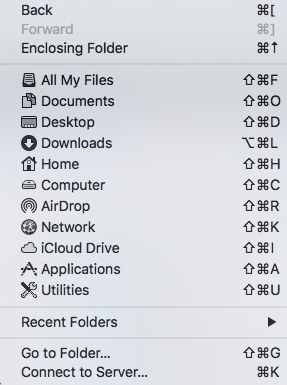 Back ⌘[
Forward ⌘]
Enclosing Folder ⌘↑
All My Files ⇧⌘F
Documents ⇧⌘O
Desktop ⇧⌘D
Downloads ⌥⌘L
Home ⇧⌘H
Computer ⇧⌘C
AirDrop ⇧⌘R
Network ⇧⌘K
iCloud Drive ⇧⌘I
Applications ⇧⌘A
Utilities ⇧⌘U
Recent Folders ▶
Go to Folder... ⇧⌘G
Connect to Server... ⌘K